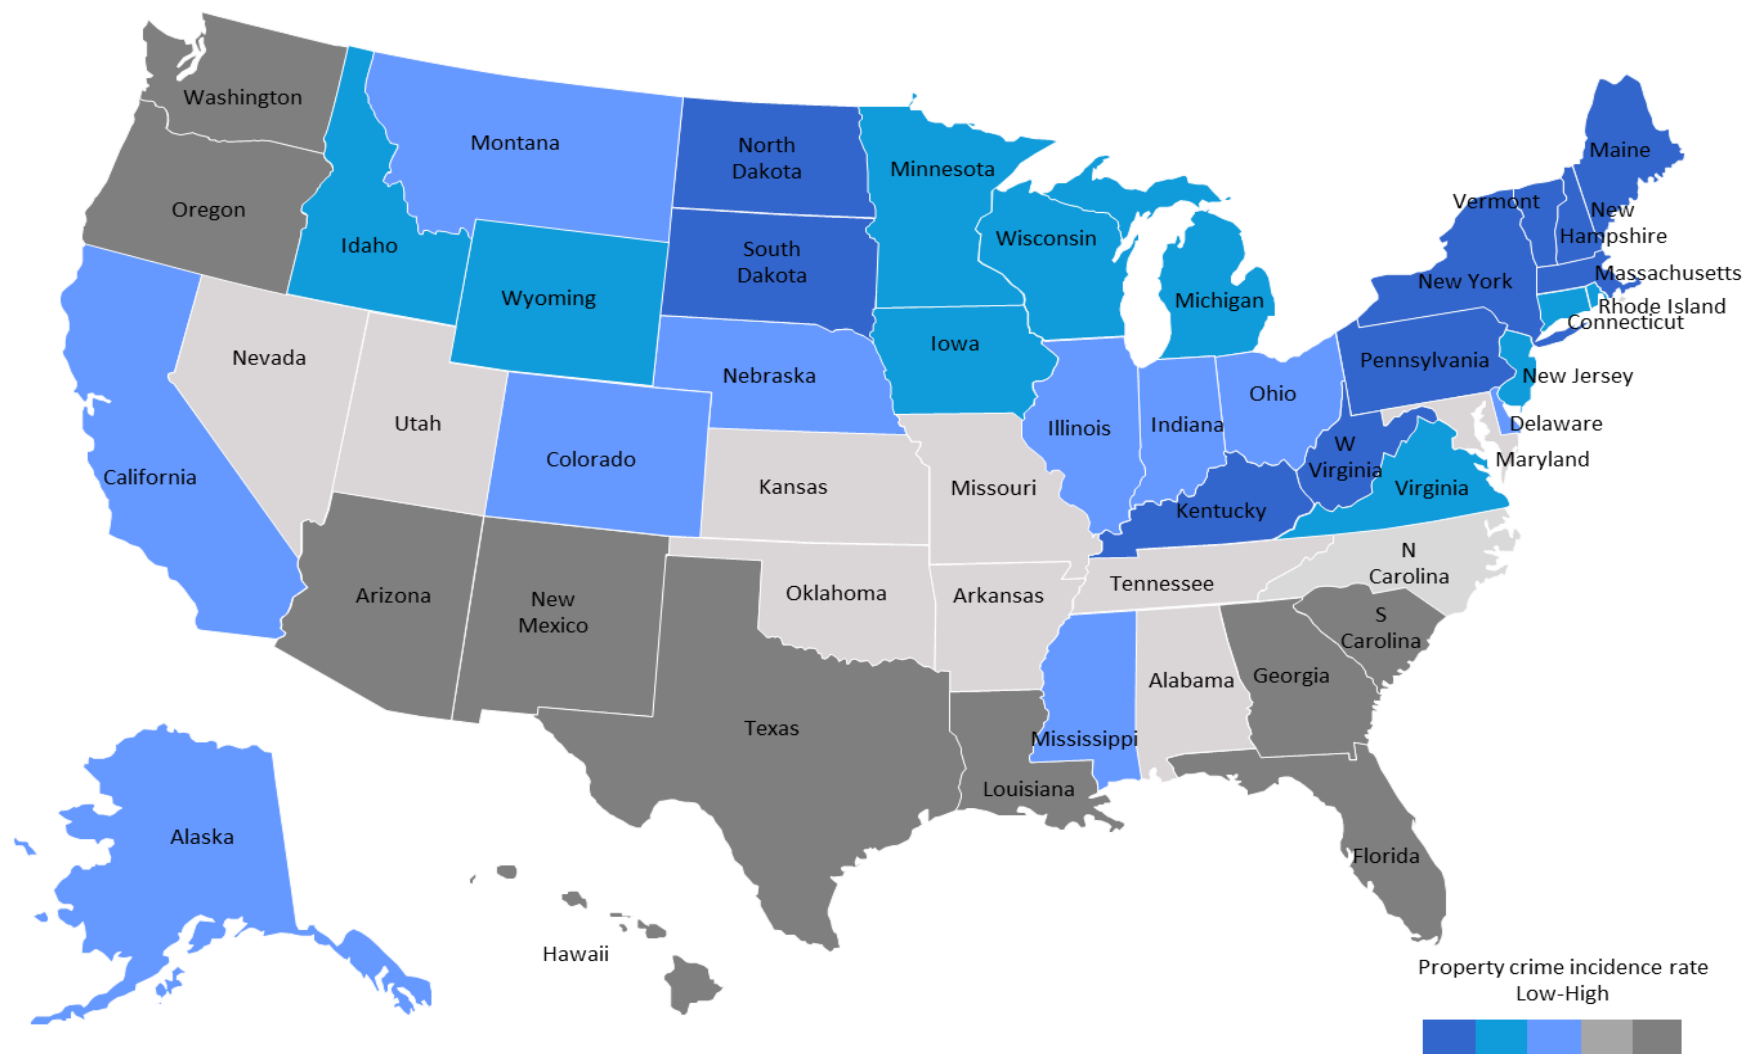 Washington
Montana
North
Dakota
Minnesota
Maine
Oregon
Idaho
Vermont
New
Hampshire
South
Dakota
Wisconsin
Wyoming
Michigan
New York
Massachusetts
Rhode Island
Connecticut
Nevada
Iowa
Nebraska
Pennsylvania
New Jersey
Utah
Ohio
Delaware
California
Colorado
Illinois
Indiana
W
Virginia
Maryland
Kansas
Missouri
Virginia
Kentucky
Arizona
New
Mexico
Oklahoma
Arkansas
Tennessee
N
Carolina
S
Carolina
Texas
Alabama
Georgia
Mississippi
Louisiana
Alaska
Florida
Hawaii
Property crime incidence rate
Low-High